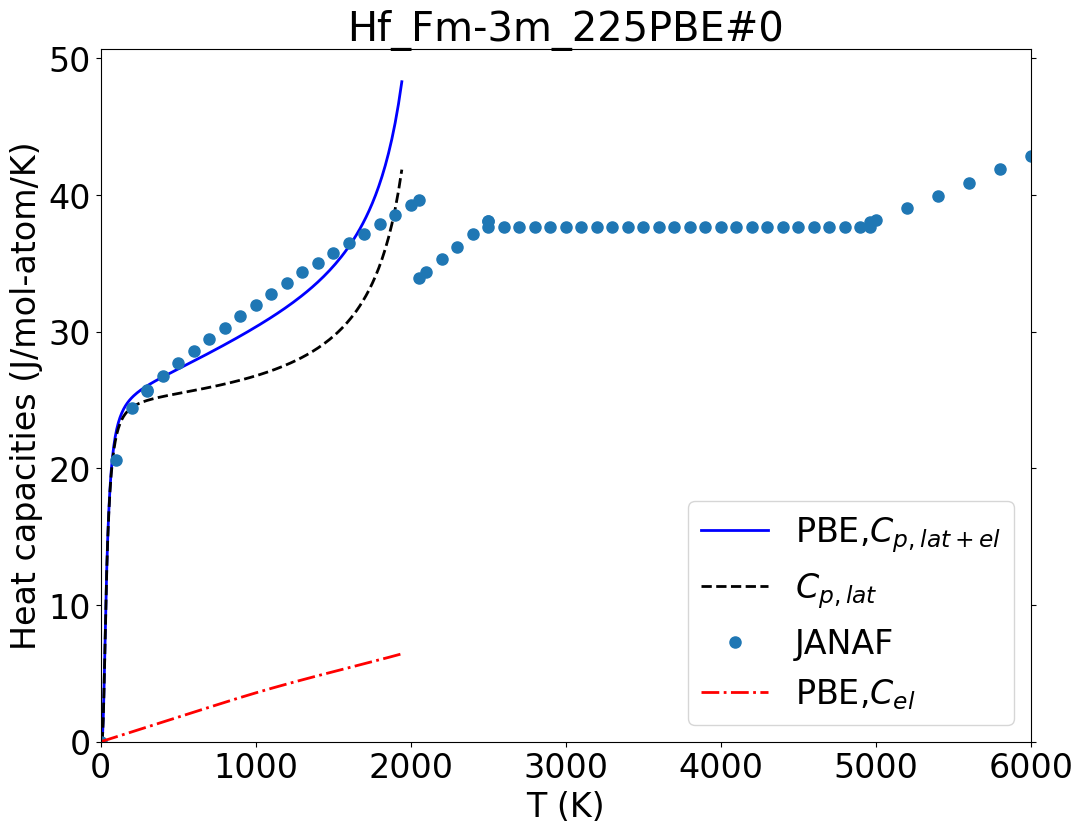 Hf_Fm-3m_225PBE#0
Heat capacities (J/mol-atom/K)
50
40
30
20
10
0
0 1000 2000 3000 4000 5000 6000
T (K)
PBE,C_{p,lat+el}
C_{p,lat}
JANAF
PBE,C_{el}